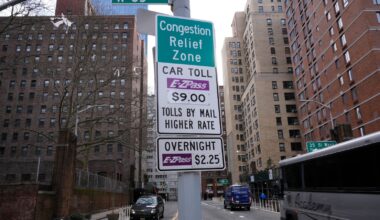 Congestion
Relief
Zone
CAR TOLL
E-ZPass
$9.00
TOLLS BY MAIL
HIGHER RATE
OVERNIGHT
E-ZPass $2.25